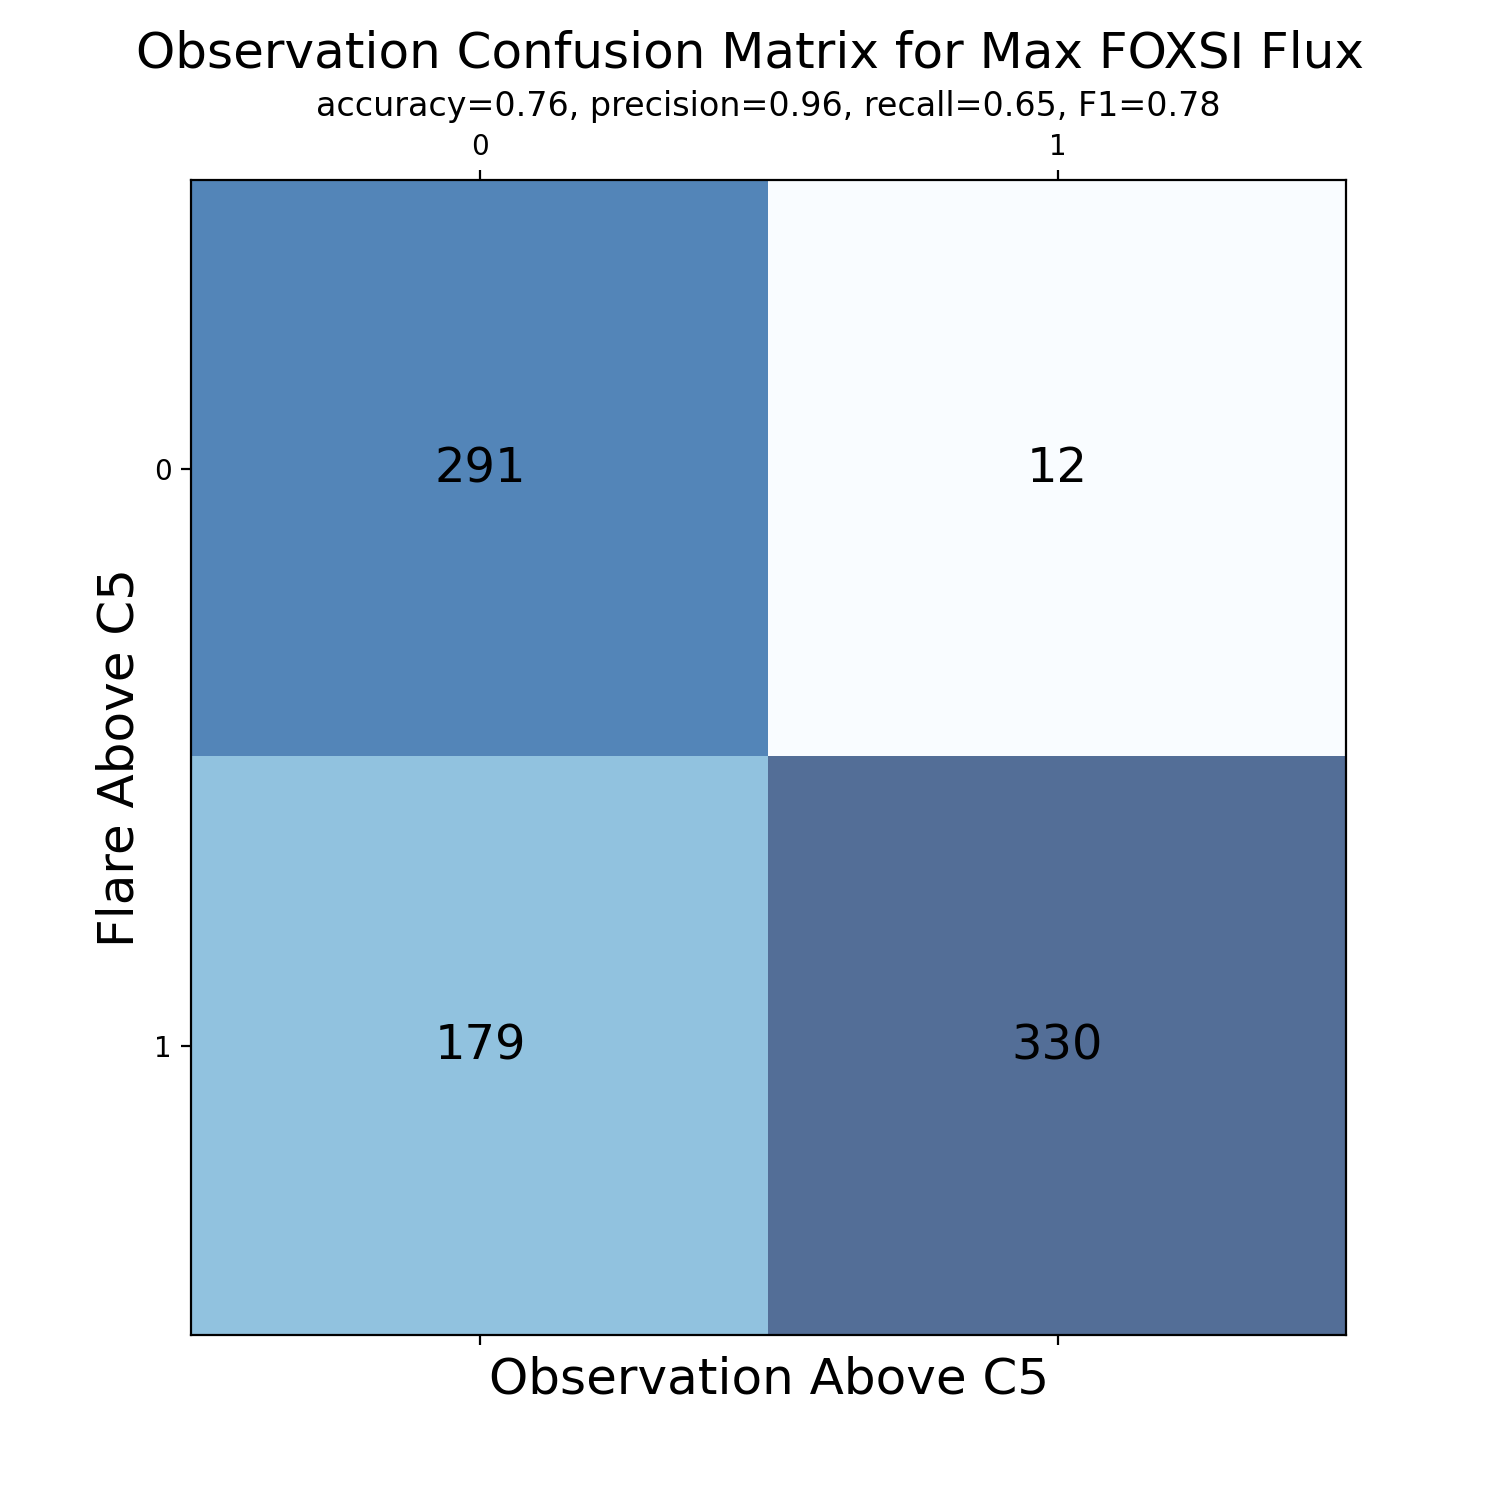 Observation Confusion Matrix for Max FOXSI Flux
accuracy=0.76, precision=0.96, recall=0.65, F1=0.78
0 1
0 291 12
Flare Above C5
1 179 330
Observation Above C5